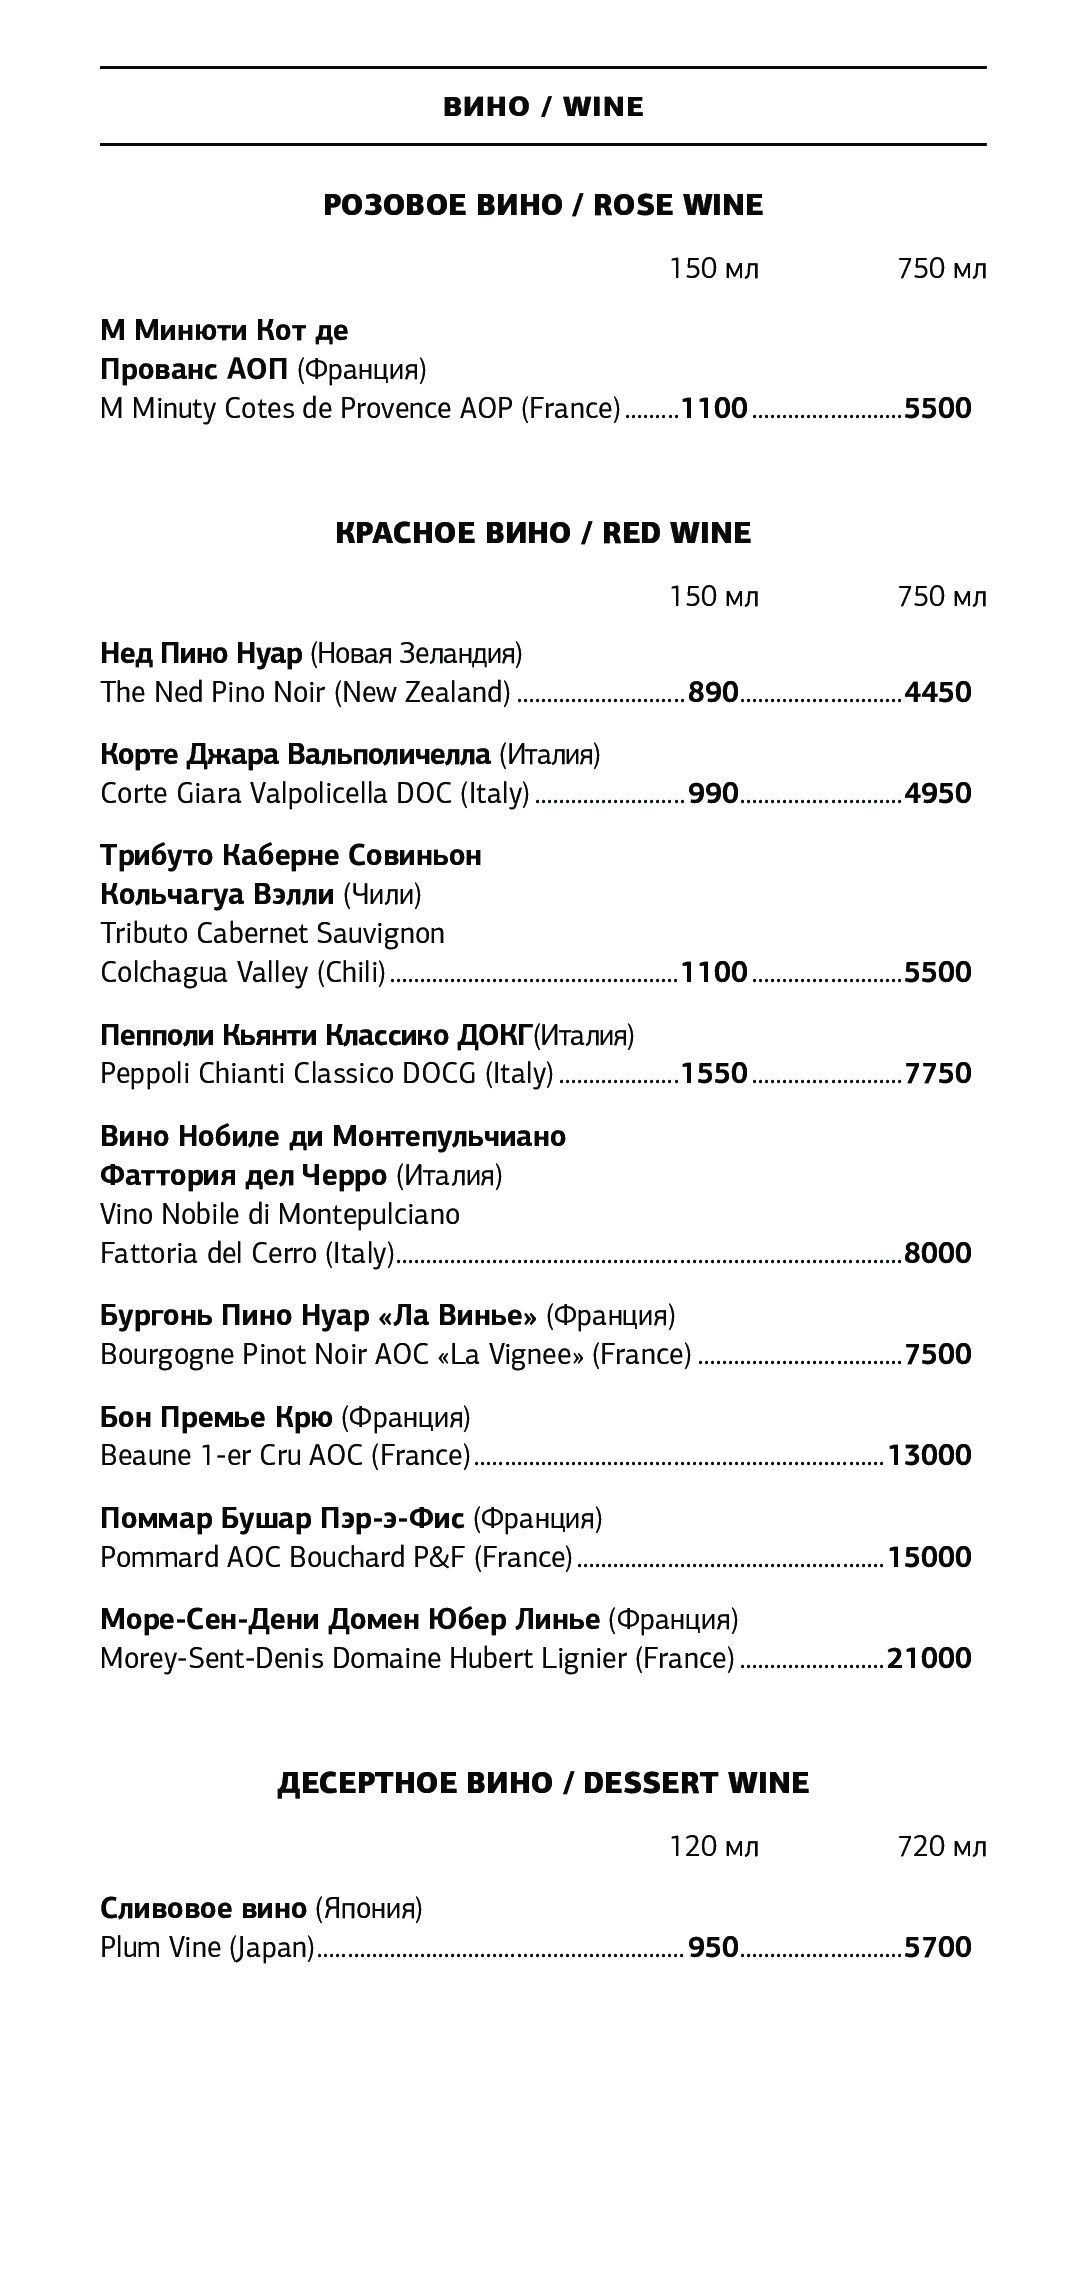 ВИНО / WINE
РОЗОВОЕ ВИНО / ROSE WINE
150 мл 750 мл
М Минюти Кот де
Прованс АОП (Франция)
M Minuty Cotes de Provence AOP (France).........1100.........................5500
КРАСНОЕ ВИНО / RED WINE
150 мл 750 мл
Нед Пино Нуар (Новая Зеландия)
The Ned Pino Noir (New Zealand) ............................890...........................4450
Корте Джара Вальполичелла (Италия)
Corte Giara Valpolicella DOC (Italy) .........................990...........................4950
Трибуто Каберне Совиньон
Кольчагуа Вэлли (Чили)
Tributo Cabernet Sauvignon
Colchagua Valley (Chili)................................................1100.........................5500
Пепполи Кьянти Классико ДОКГ(Италия)
Peppoli Chianti Classico DOCG (Italy) ....................1550.........................7750
Вино Нобиле ди Монтепульчиано
Фаттория дел Черро (Италия)
Vino Nobile di Montepulciano
Fattoria del Cerro (Italy)....................................................................................8000
Бургонь Пино Нуар «Ла Винье» (Франция)
Bourgogne Pinot Noir AOC «La Vignee» (France) ..................................7500
Бон Премье Крю (Франция)
Beaune 1-er Cru AOC (France)....................................................................13000
Поммар Бушар Пэр-э-Фис (Франция)
Pommard AOC Bouchard P&F (France)...................................................15000
Море-Сен-Дени Домен Юбер Линье (Франция)
Morey-Sent-Denis Domaine Hubert Lignier (France)........................21000
ДЕСЕРТНОЕ ВИНО / DESSERT WINE
120 мл 720 мл
Сливовое вино (Япония)
Plum Vine (Japan).............................................................950...........................5700